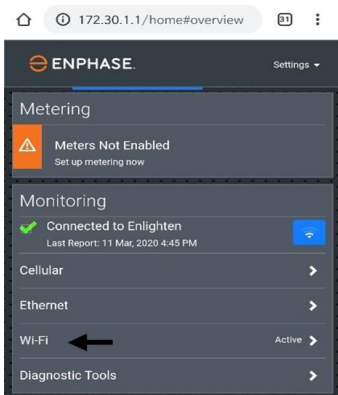 172.30.1.1/home#overview
31
ENPHASE
Settings
Metering
Meters Not Enabled
Set up metering now
Monitoring
Connected to Enlighten
Last Report: 11 Mar, 2020 4:45 PM
Cellular
Ethernet
Wi-Fi
Active
Diagnostic Tools